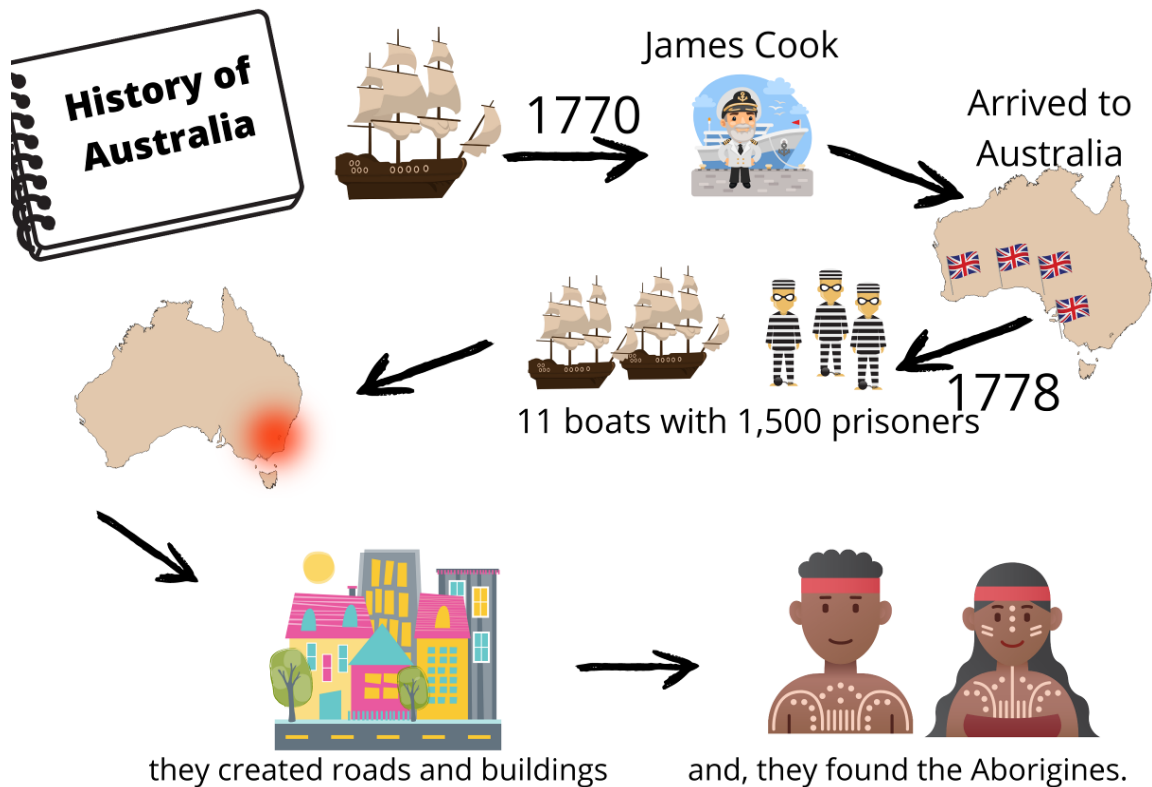 History of
Australia
1770
James Cook
Arrived to
Australia
1778
11 boats with 1,500 prisoners
they created roads and buildings
and, they found the Aborigines.